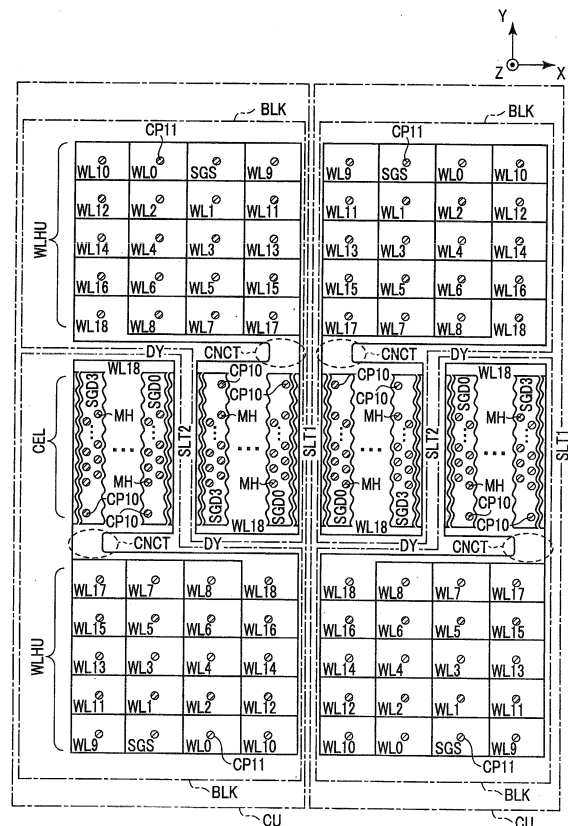 Y
Z X
BLK BLK
CP11 CP11
WL10 WL0 SGS WL9 WL9 SGS WL0 WL10
WL12 WL2 WL1 WL11 WL11 WL1 WL2 WL12
WLHU
WL14 WL4 WL3 WL13 WL13 WL3 WL4 WL14
WL16 WL6 WL5 WL15 WL15 WL5 WL6 WL16
WL18 WL8 WL7 WL17 WL17 WL7 WL8 WL18
DY CNCT CNCT DY
WL18 CP10 CP10 WL18
SGD3 SGD0 CP10 CP10 SGD3 SGD0
MH MH MH MH
CEL SLT2 SLT1 SLT2 SLT1
MH MH MH MH
CP10 SGD3 SGD0 SGD0 SGD3 CP10
CP10 WL18 WL18 CP10
CNCT DY DY CNCT
WL17 WL7 WL8 WL18 WL18 WL8 WL7 WL17
WL15 WL5 WL6 WL16 WL16 WL6 WL5 WL15
WLHU
WL13 WL3 WL4 WL14 WL14 WL4 WL3 WL13
WL11 WL1 WL2 WL12 WL12 WL2 WL1 WL11
WL9 SGS WL0 WL10 WL10 WL0 SGS WL9
CP11 CP11
BLK BLK
CU CU